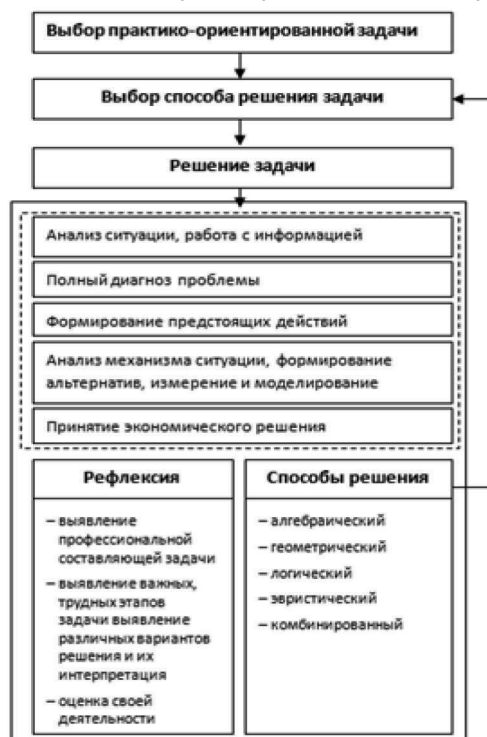 Выбор практико-ориентированной задачи
Выбор способа решения задачи
Решение задачи
Анализ ситуации, работа с информацией
Полный диагноз проблемы
Формирование предстоящих действий
Анализ механизма ситуации, формирование
альтернатив, измерение и моделирование
Принятие экономического решения
Рефлексия
– выявление
профессиональной
составляющей задачи
– выявление важных,
трудных этапов
задачи выявление
различных вариантов
решения и их
интерпретация
– оценка своей
деятельности
Способы решения
– алгебраический
– геометрический
– логический
– эвристический
– комбинированный